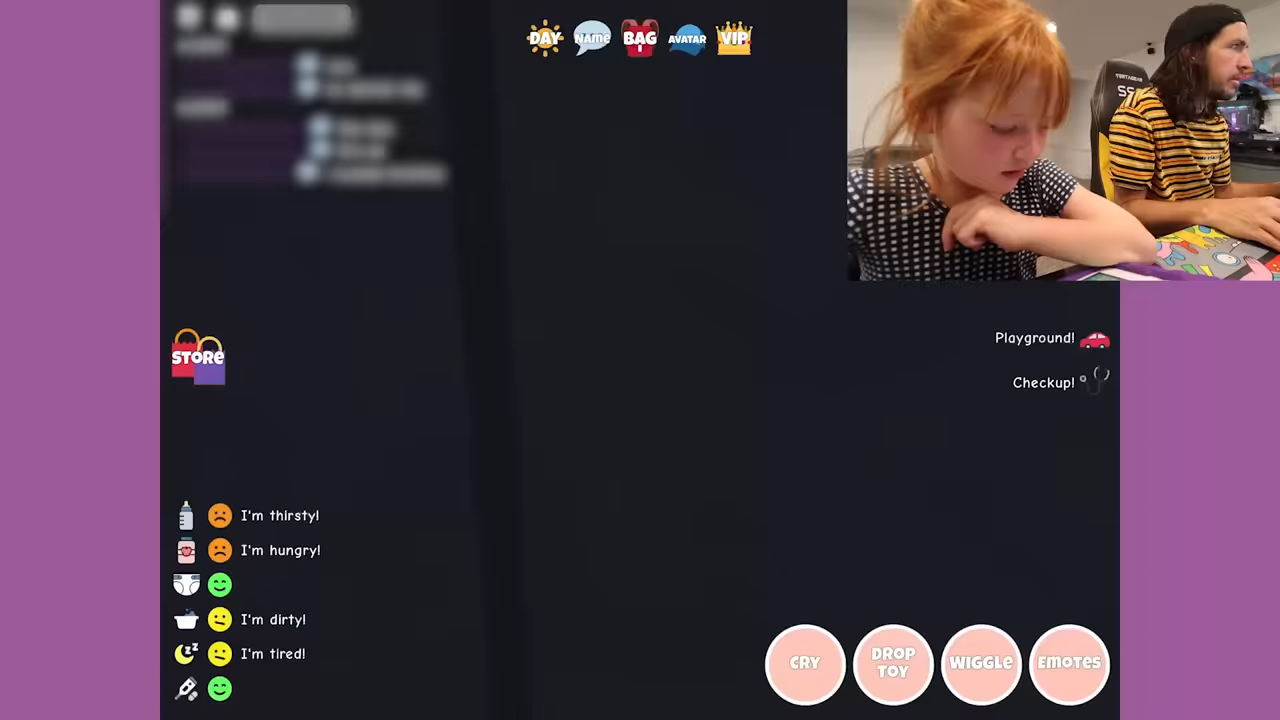 DAY
Name
BAG
AVATAR
VIP
STORE
Playground!
Checkup!
I'm thirsty!
I'm hungry!
I'm dirty!
I'm tired!
CRY
DROP
TOY
WIGGLE
Emotes